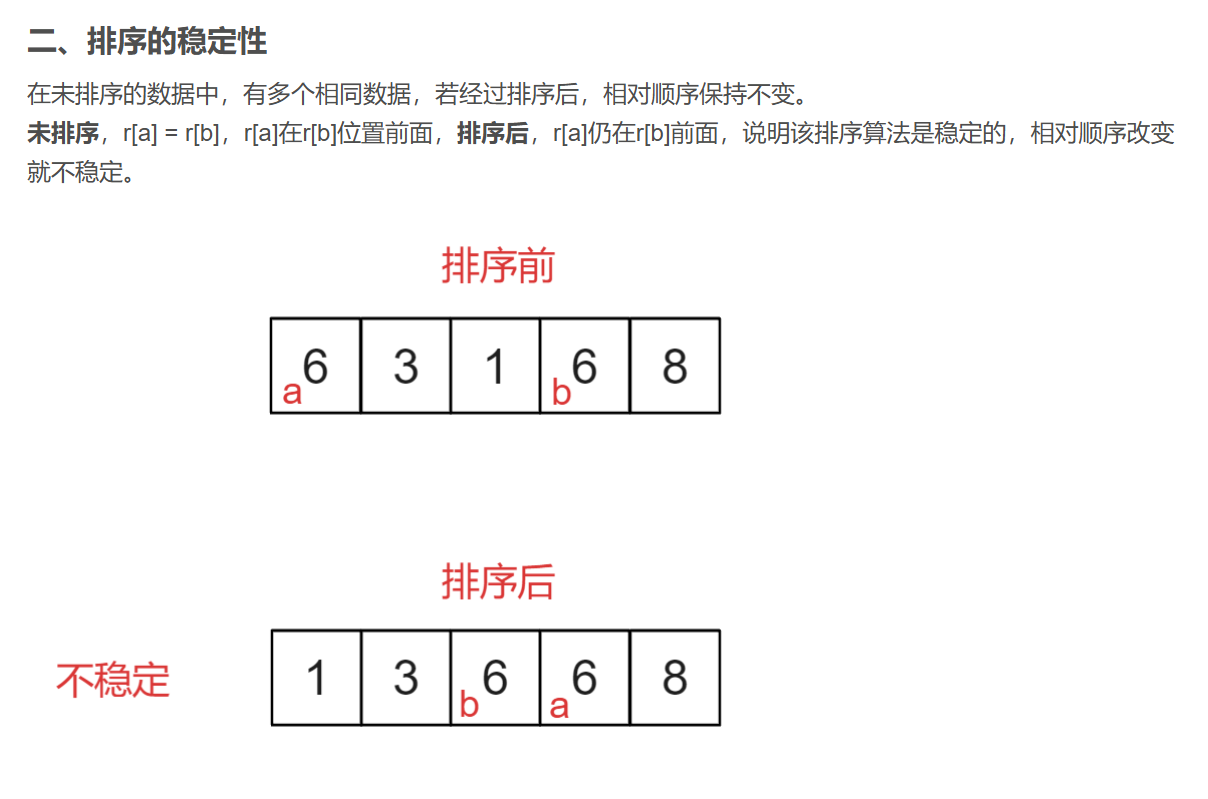 二、排序的稳定性
在未排序的数据中，有多个相同数据，若经过排序后，相对顺序保持不变。
未排序，r[a] = r[b]，r[a]在r[b]位置前面，排序后，r[a]仍在r[b]前面，说明该排序算法是稳定的，相对顺序改变
就不稳定。
排序前
a6 3 1 b6 8
排序后
不稳定 1 3 b6 a6 8